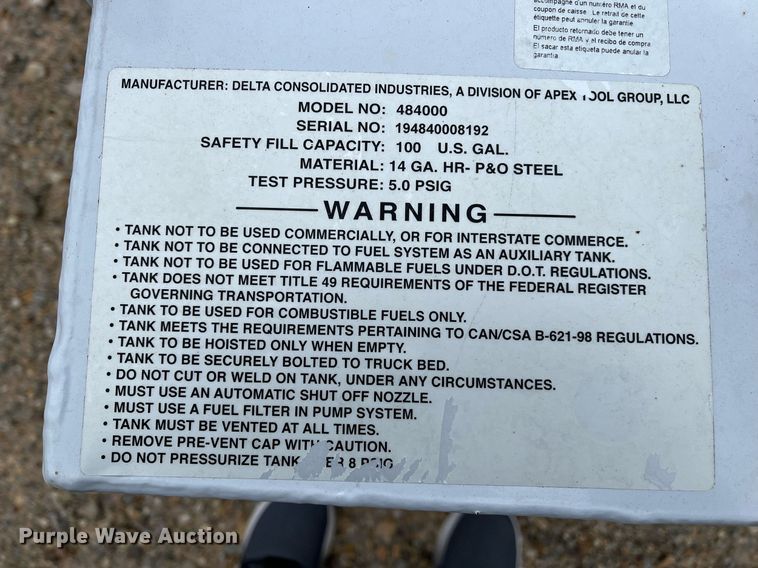 accompagné d'un numéro RMA et du
coupon de caisse. Le retrait de cette
étiquette peut annuler la garantie
El producto retornado debe tener un
número de RMA y el recibo de compra
El sacar esta etiqueta puede anular la
garantía.
MANUFACTURER: DELTA CONSOLIDATED INDUSTRIES, A DIVISION OF APEX GROUP, LLC
MODEL NO: 484000
SERIAL NO: 194840008192
SAFETY FILL CAPACITY: 100 U.S. GAL.
MATERIAL: 14 GA. HR- P&O STEEL
TEST PRESSURE: 5.0 PSIG
WARNING
• TANK NOT TO BE USED COMMERCIALLY, OR FOR INTERSTATE COMMERCE.
• TANK NOT TO BE CONNECTED TO FUEL SYSTEM AS AN AUXILIARY TANK.
• TANK NOT TO BE USED FOR FLAMMABLE FUELS UNDER D.O.T. REGULATIONS.
• TANK DOES NOT MEET TITLE 49 REQUIREMENTS OF THE FEDERAL REGISTER
GOVERNING TRANSPORTATION.
• TANK TO BE USED FOR COMBUSTIBLE FUELS ONLY.
• TANK MEETS THE REQUIREMENTS PERTAINING TO CAN/CSA B-621-98 REGULATIONS.
• TANK TO BE HOISTED ONLY WHEN EMPTY.
• TANK TO BE SECURELY BOLTED TO TRUCK BED.
• DO NOT CUT OR WELD ON TANK, UNDER ANY CIRCUMSTANCES.
• MUST USE AN AUTOMATIC SHUT OFF NOZZLE.
• MUST USE A FUEL FILTER IN PUMP SYSTEM.
• TANK MUST BE VENTED AT ALL TIMES.
• REMOVE PRE-VENT CAP WITH CAUTION.
• DO NOT PRESSURIZE TANK 8 PSIG
Purple Wave Auction